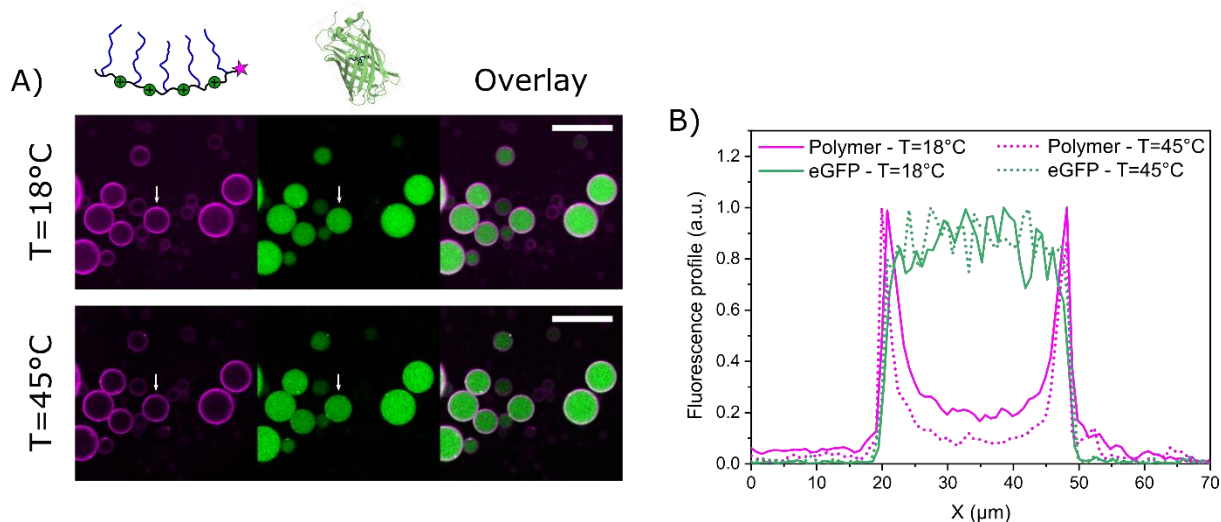 A)
Overlay
T=18°C
T=45°C
B)
Polymer - T=18°C
Polymer - T=45°C
eGFP - T=18°C
eGFP - T=45°C
Fluorescence profile (a.u.)
1.2
1.0
0.8
0.6
0.4
0.2
0.0
0 10 20 30 40 50 60 70
X (μm)